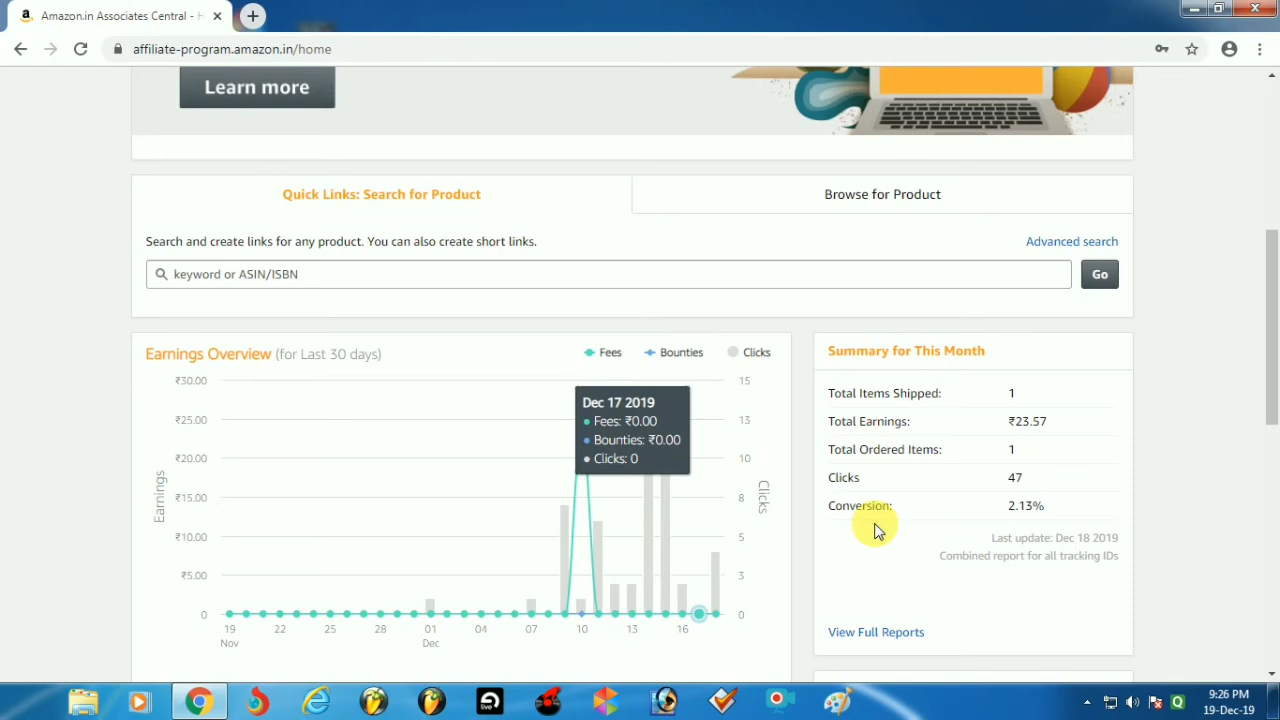 Amazon.in Associates Central - H
affiliate-program.amazon.in/home
Learn more
Quick Links: Search for Product
Browse for Product
Search and create links for any product. You can also create short links.
Advanced search
keyword or ASIN/ISBN
Go
Earnings Overview (for Last 30 days)
Fees
Bounties
Clicks
Summary for This Month
₹30.00
₹25.00
₹20.00
₹15.00
₹10.00
₹5.00
0
Earnings
15
13
10
8
5
3
0
Clicks
Dec 17 2019
Fees: ₹0.00
Bounties: ₹0.00
Clicks: 0
19 22 25 28 01 04 07 10 13 16
Nov Dec
Total Items Shipped: 1
Total Earnings: ₹23.57
Total Ordered Items: 1
Clicks 47
Conversion: 2.13%
Last update: Dec 18 2019
Combined report for all tracking IDs
View Full Reports
live
9:26 PM
19-Dec-19